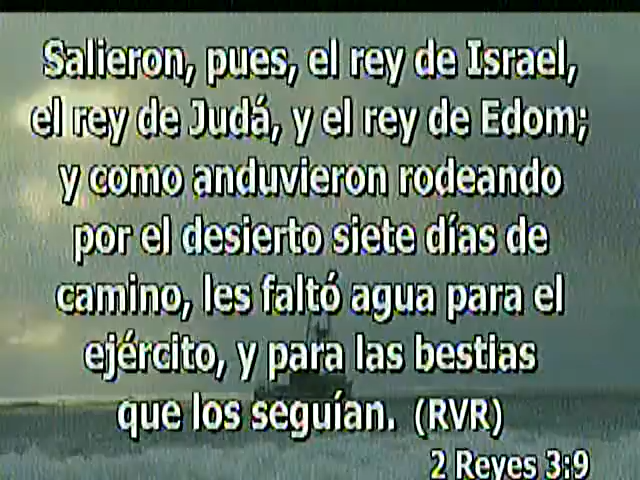 Salieron, pues, el rey de Israel,
el rey de Judá, y el rey de Edom;
y como anduvieron rodeando
por el desierto siete días de
camino, les faltó agua para el
ejército, y para las bestias
que los seguían. (RVR)
2 Reyes 3:9